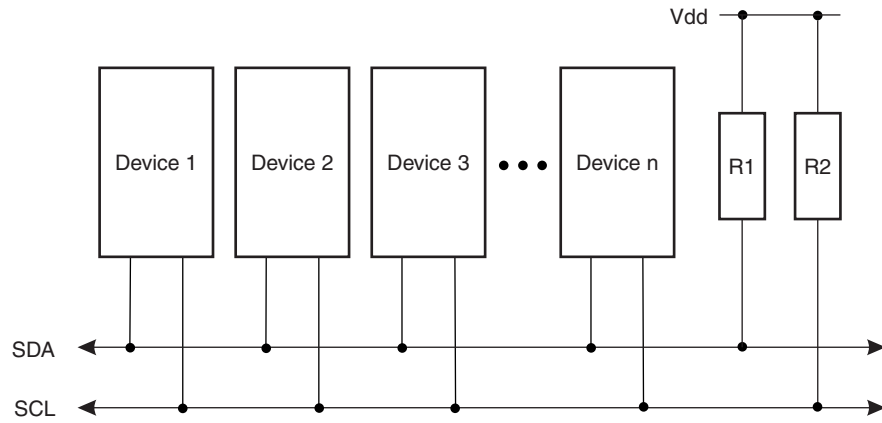 Vdd
Device 1
Device 2
Device 3
Device n
R1
R2
SDA
SCL